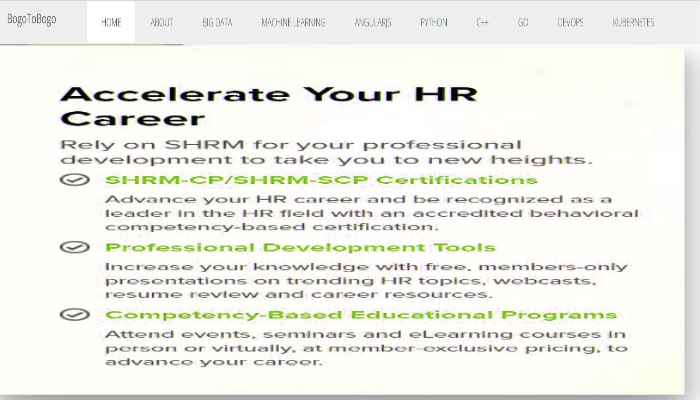 BogoToBogo
HOME ABOUT BIG DATA MACHINE LEARNING ANGULARJS PYTHON C++ GO DEVOPS KUBERNETES
Accelerate Your HR
Career
Rely on SHRM for your professional
development to take you to new heights.
SHRM-CP/SHRM-SCP Certifications
Advance your HR career and be recognized as a
leader in the HR field with an accredited behavioral
competency-based certification.
Professional Development Tools
Increase your knowledge with free, members-only
presentations on trending HR topics, webcasts,
resume review and career resources.
Competency-Based Educational Programs
Attend events, seminars and eLearning courses in
person or virtually, at member-exclusive pricing, to
advance your career.